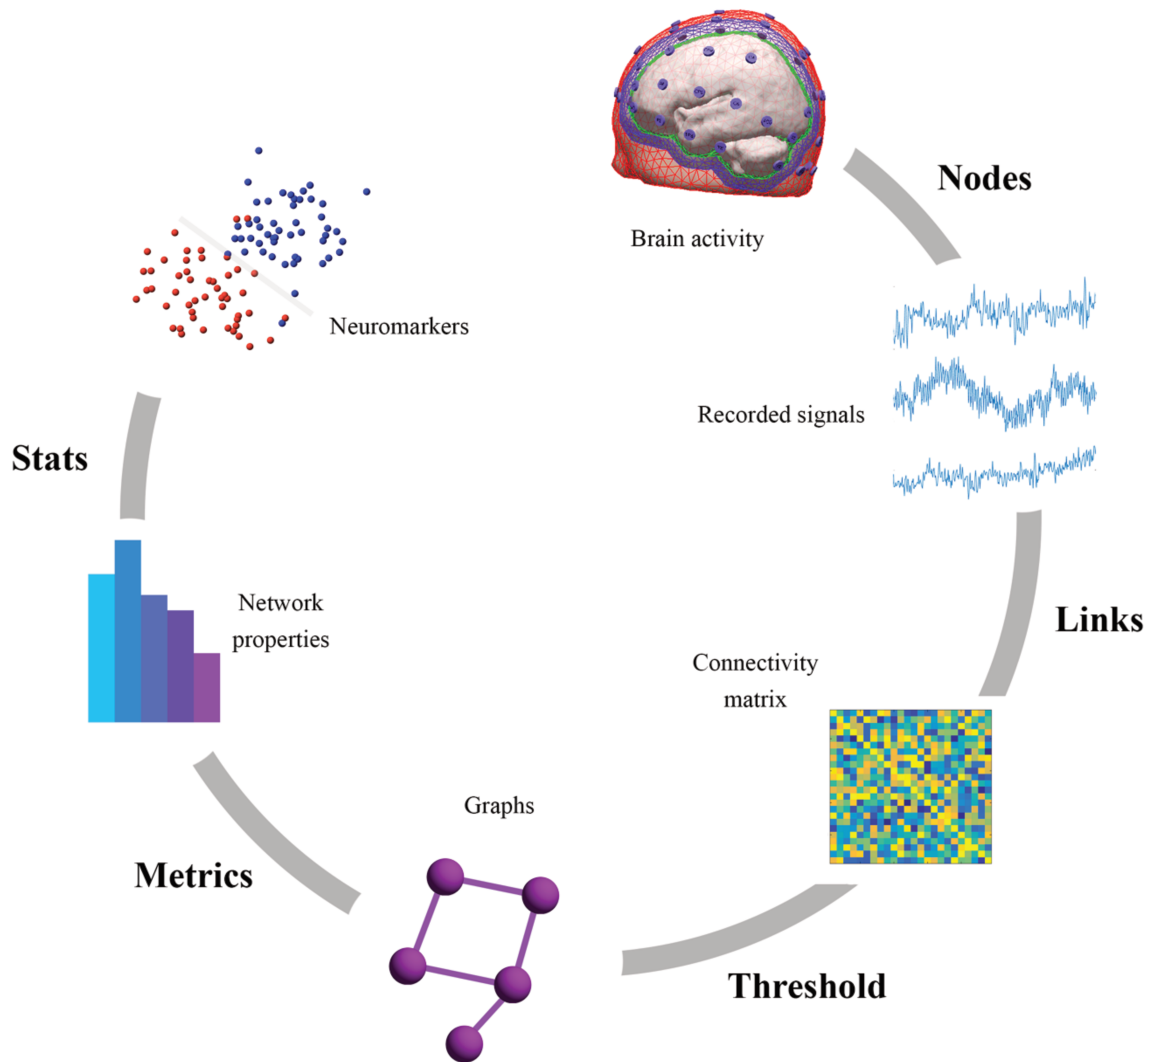 Nodes
Brain activity
Neuromarkers
Recorded signals
Stats
Network
properties
Links
Connectivity
matrix
Graphs
Metrics
Threshold